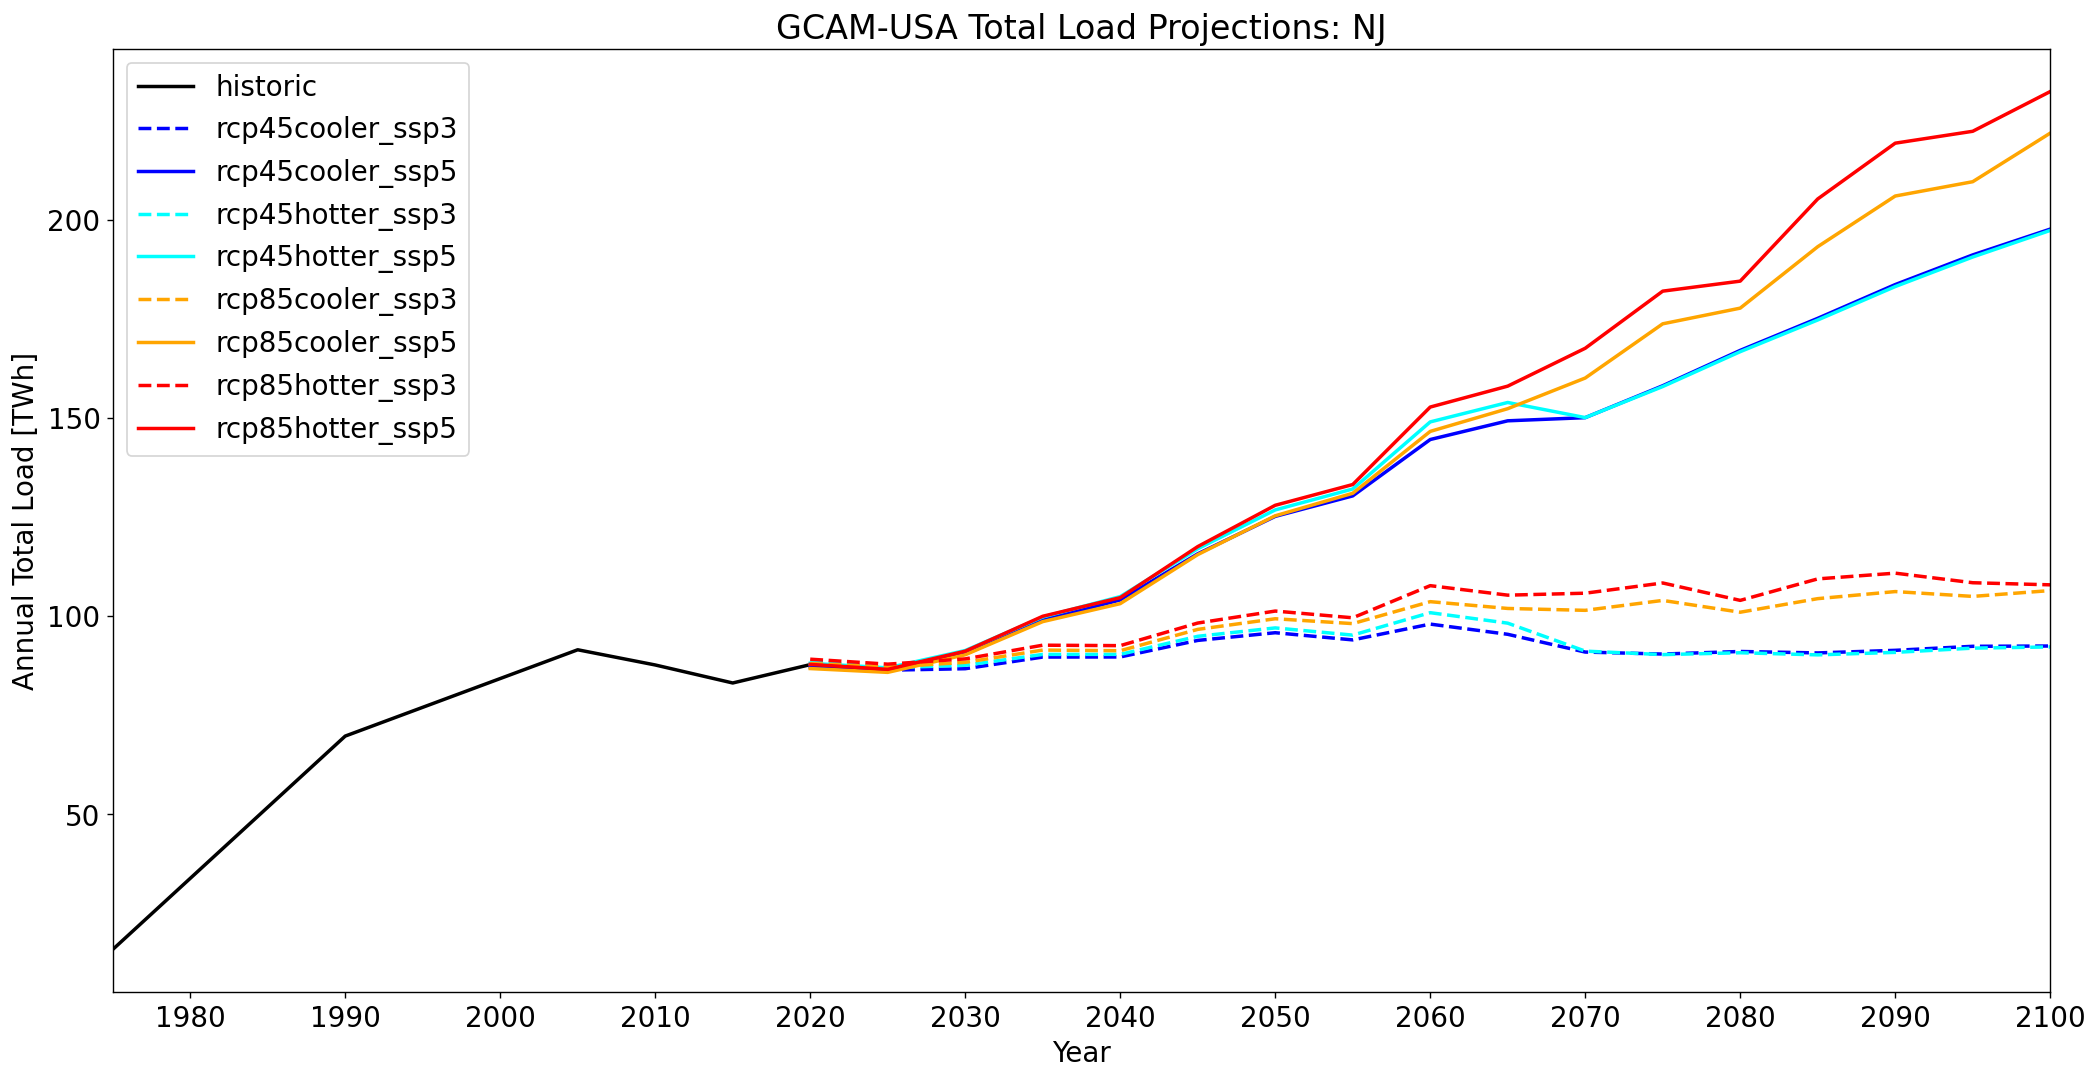 GCAM-USA Total Load Projections: NJ
historic
rcp45cooler_ssp3
rcp45cooler_ssp5
rcp45hotter_ssp3
rcp45hotter_ssp5
rcp85cooler_ssp3
rcp85cooler_ssp5
rcp85hotter_ssp3
rcp85hotter_ssp5
Annual Total Load [TWh]
200
150
100
50
1980 1990 2000 2010 2020 2030 2040 2050 2060 2070 2080 2090 2100
Year